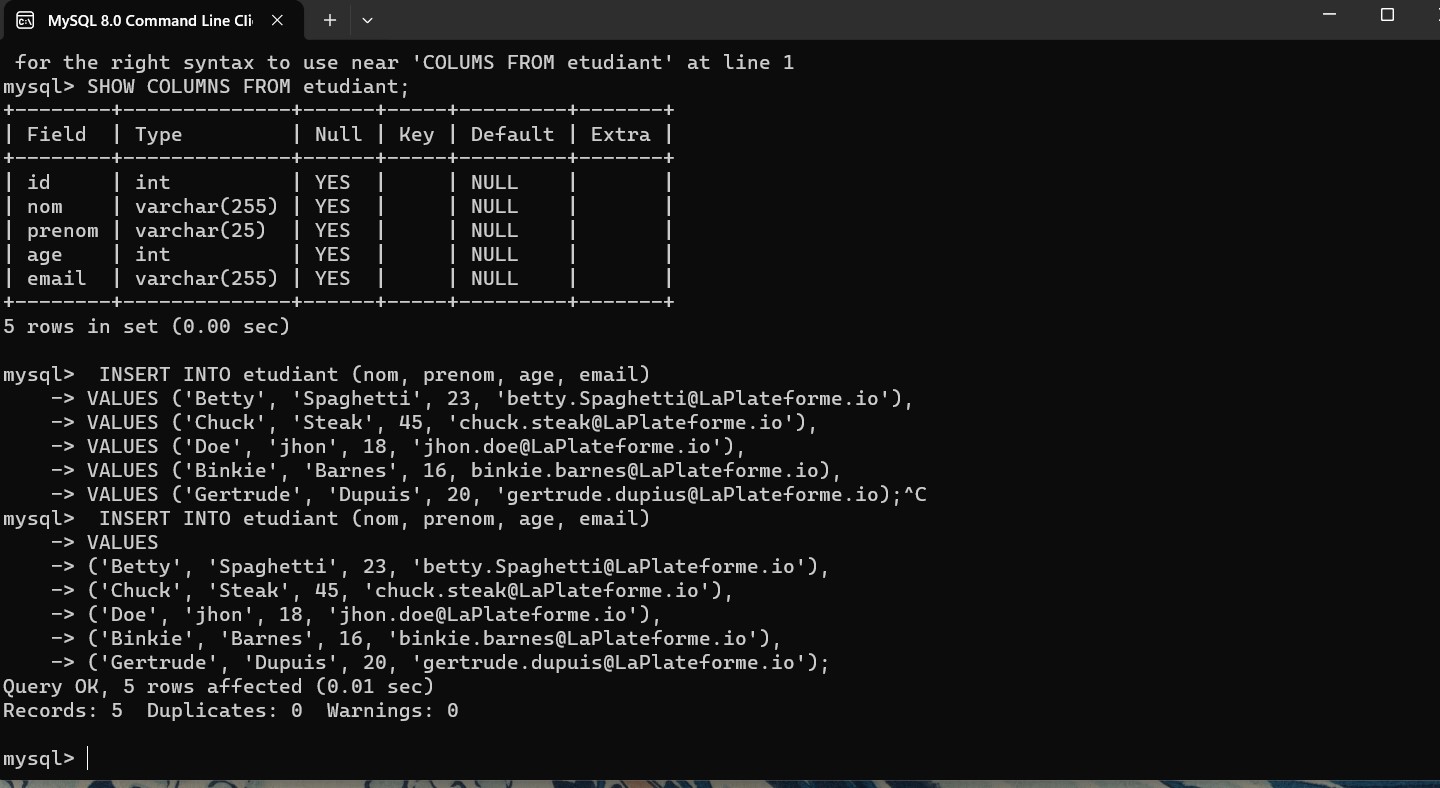 MySQL 8.0 Command Line Cli
for the right syntax to use near 'COLUMS FROM etudiant' at line 1
mysql> SHOW COLUMNS FROM etudiant;
+--------+--------------+------+-----+---------+-------+
| Field  | Type         | Null | Key | Default | Extra |
+--------+--------------+------+-----+---------+-------+
| id     | int          | YES  |     | NULL    |       |
| nom    | varchar(255) | YES  |     | NULL    |       |
| prenom | varchar(25)  | YES  |     | NULL    |       |
| age    | int          | YES  |     | NULL    |       |
| email  | varchar(255) | YES  |     | NULL    |       |
+--------+--------------+------+-----+---------+-------+
5 rows in set (0.00 sec)
mysql>  INSERT INTO etudiant (nom, prenom, age, email)
    -> VALUES ('Betty', 'Spaghetti', 23, 'betty.Spaghetti@LaPlateforme.io'),
    -> VALUES ('Chuck', 'Steak', 45, 'chuck.steak@LaPlateforme.io'),
    -> VALUES ('Doe', 'jhon', 18, 'jhon.doe@LaPlateforme.io'),
    -> VALUES ('Binkie', 'Barnes', 16, binkie.barnes@LaPlateforme.io),
    -> VALUES ('Gertrude', 'Dupuis', 20, 'gertrude.dupius@LaPlateforme.io);^C
mysql>  INSERT INTO etudiant (nom, prenom, age, email)
    -> VALUES
    -> ('Betty', 'Spaghetti', 23, 'betty.Spaghetti@LaPlateforme.io'),
    -> ('Chuck', 'Steak', 45, 'chuck.steak@LaPlateforme.io'),
    -> ('Doe', 'jhon', 18, 'jhon.doe@LaPlateforme.io'),
    -> ('Binkie', 'Barnes', 16, 'binkie.barnes@LaPlateforme.io'),
    -> ('Gertrude', 'Dupuis', 20, 'gertrude.dupuis@LaPlateforme.io');
Query OK, 5 rows affected (0.01 sec)
Records: 5  Duplicates: 0  Warnings: 0
mysql>